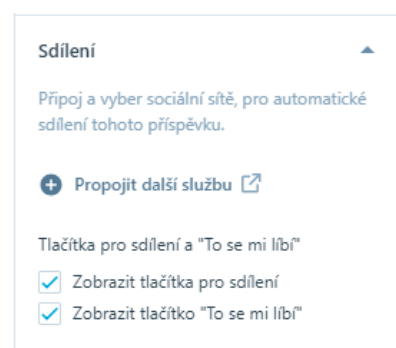 Sdílení
Připoj a vyber sociální sítě, pro automatické
sdílení tohoto příspěvku.
Propojit další službu
Tlačítka pro sdílení a "To se mi líbí"
Zobrazit tlačítka pro sdílení
Zobrazit tlačítko "To se mi líbí"